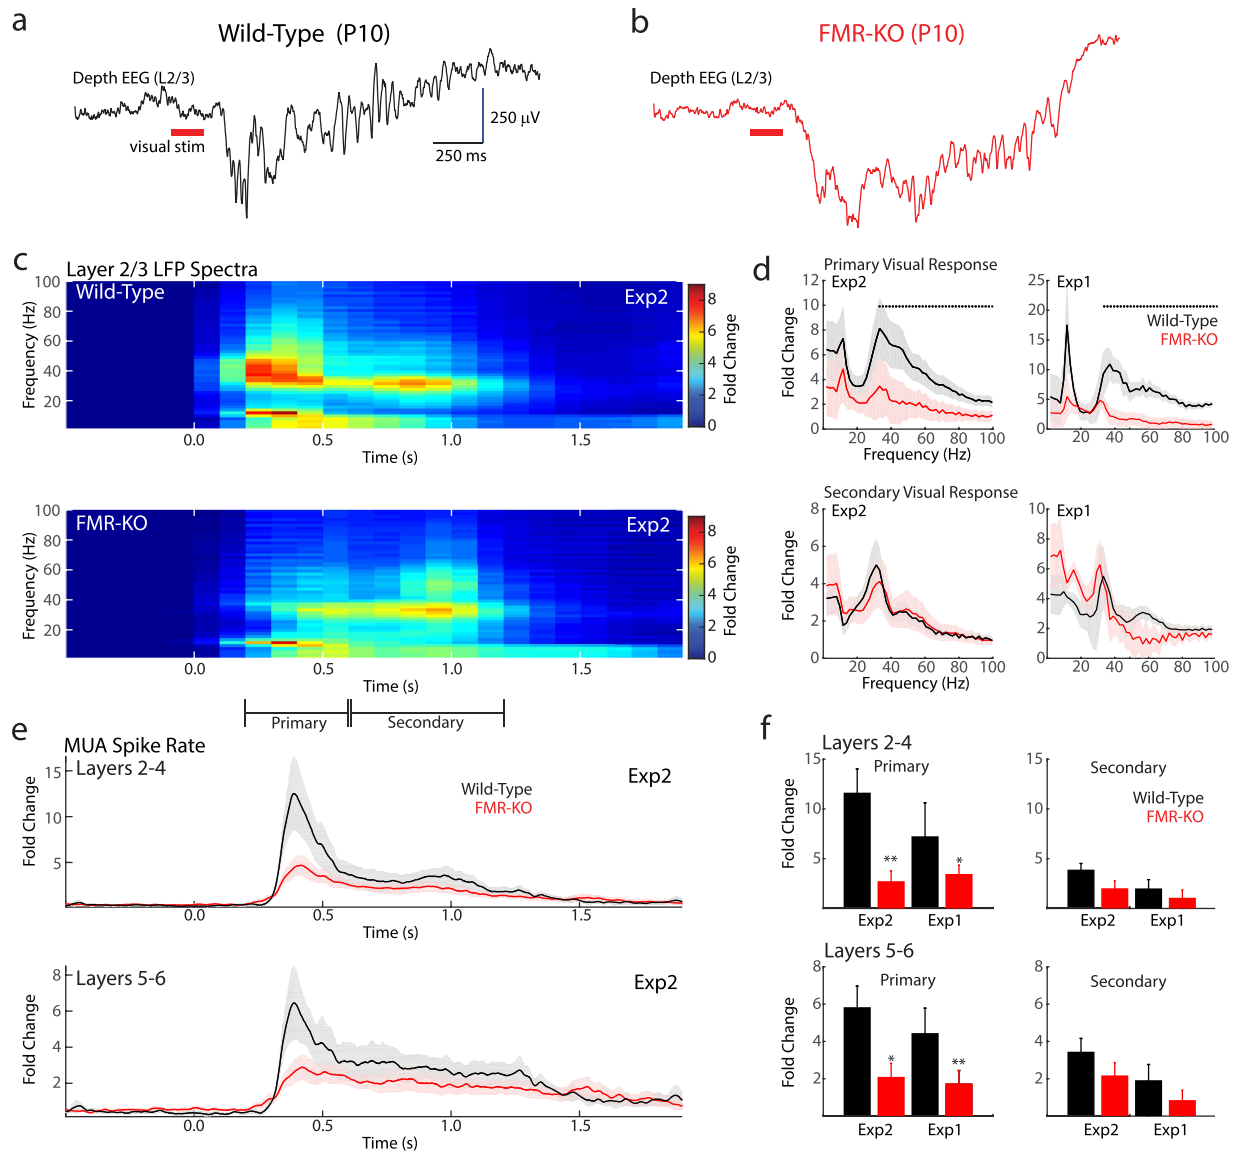 a
Wild-Type (P10)
Depth EEG (L2/3)
visual stim
250 μV
250 ms
b
FMR-KO (P10)
Depth EEG (L2/3)
c
Layer 2/3 LFP Spectra
Wild-Type
Exp2
Frequency (Hz)
100
80
60
40
20
0.0 0.5 1.0 1.5
Time (s)
8
6
4
2
0
Fold Change
FMR-KO
Exp2
Frequency (Hz)
100
80
60
40
20
0.0 0.5 1.0 1.5
Time (s)
8
6
4
2
0
Fold Change
Primary
Secondary
d
Primary Visual Response
Exp2
Fold Change
12
10
8
6
4
2
0
20 40 60 80 100
Frequency (Hz)
Exp1
Wild-Type
FMR-KO
25
20
15
10
5
0
20 40 60 80 100
Secondary Visual Response
Exp2
Fold Change
8
6
4
2
0
20 40 60 80 100
Frequency (Hz)
Exp1
10
8
6
4
2
0
20 40 60 80 100
e
MUA Spike Rate
Layers 2-4
Exp2
Wild-Type
FMR-KO
Fold Change
15
10
5
0.0 0.5 1.0 1.5
Time (s)
Layers 5-6
Exp2
Fold Change
8
6
4
2
0.0 0.5 1.0 1.5
Time (s)
f
Layers 2-4
Primary
Fold Change
15
10
5
**
*
Exp2 Exp1
Secondary
Wild-Type
FMR-KO
15
10
5
Exp2 Exp1
Layers 5-6
Primary
Fold Change
8
6
4
2
*
**
Exp2 Exp1
Secondary
8
6
4
2
Exp2 Exp1